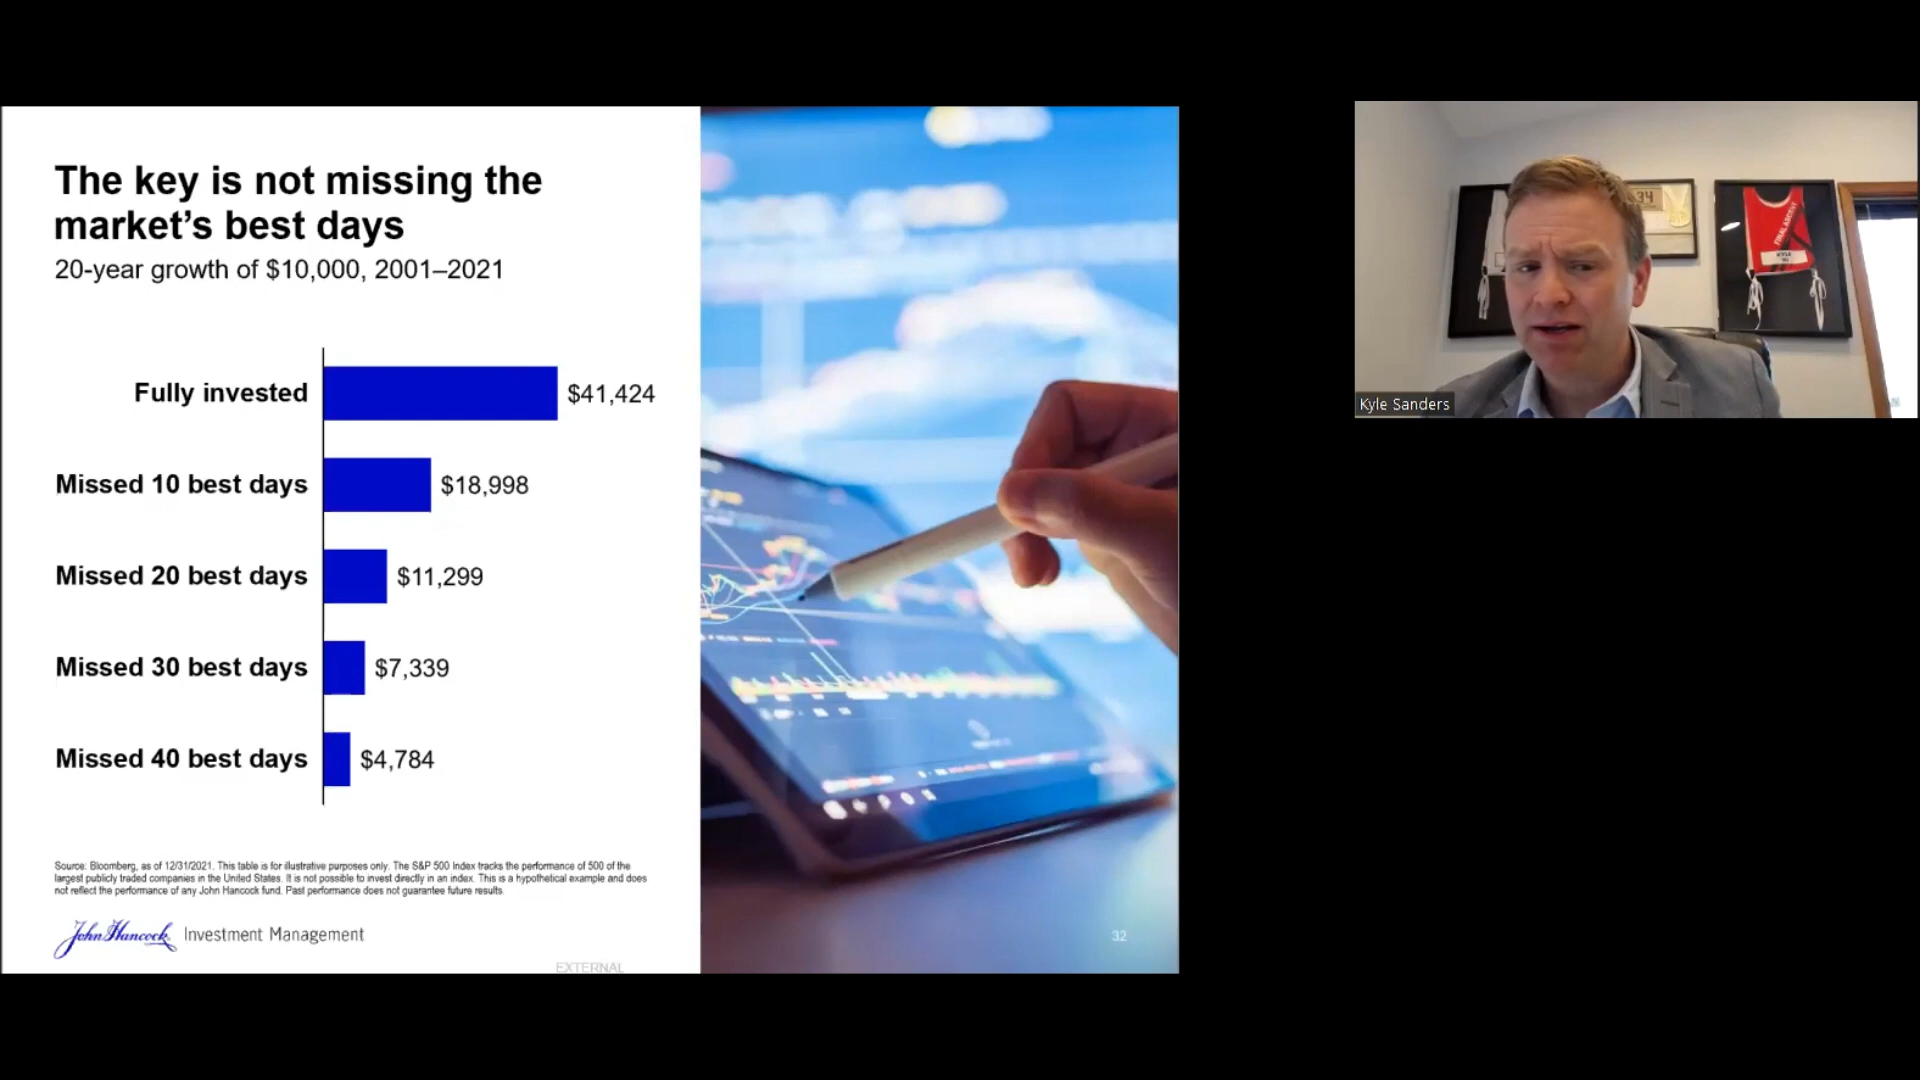 The key is not missing the
market’s best days
20-year growth of $10,000, 2001–2021
Fully invested $41,424
Missed 10 best days $18,998
Missed 20 best days $11,299
Missed 30 best days $7,339
Missed 40 best days $4,784
Source: Bloomberg, as of 12/31/2021. This table is for illustrative purposes only. The S&P 500 Index tracks the performance of 500 of the
largest publicly traded companies in the United States. It is not possible to invest directly in an index. This is a hypothetical example and does
not reflect the performance of any John Hancock fund. Past performance does not guarantee future results.
John Hancock Investment Management
EXTERNAL
32
34
FINAL ASCENT
KYLE
Kyle Sanders